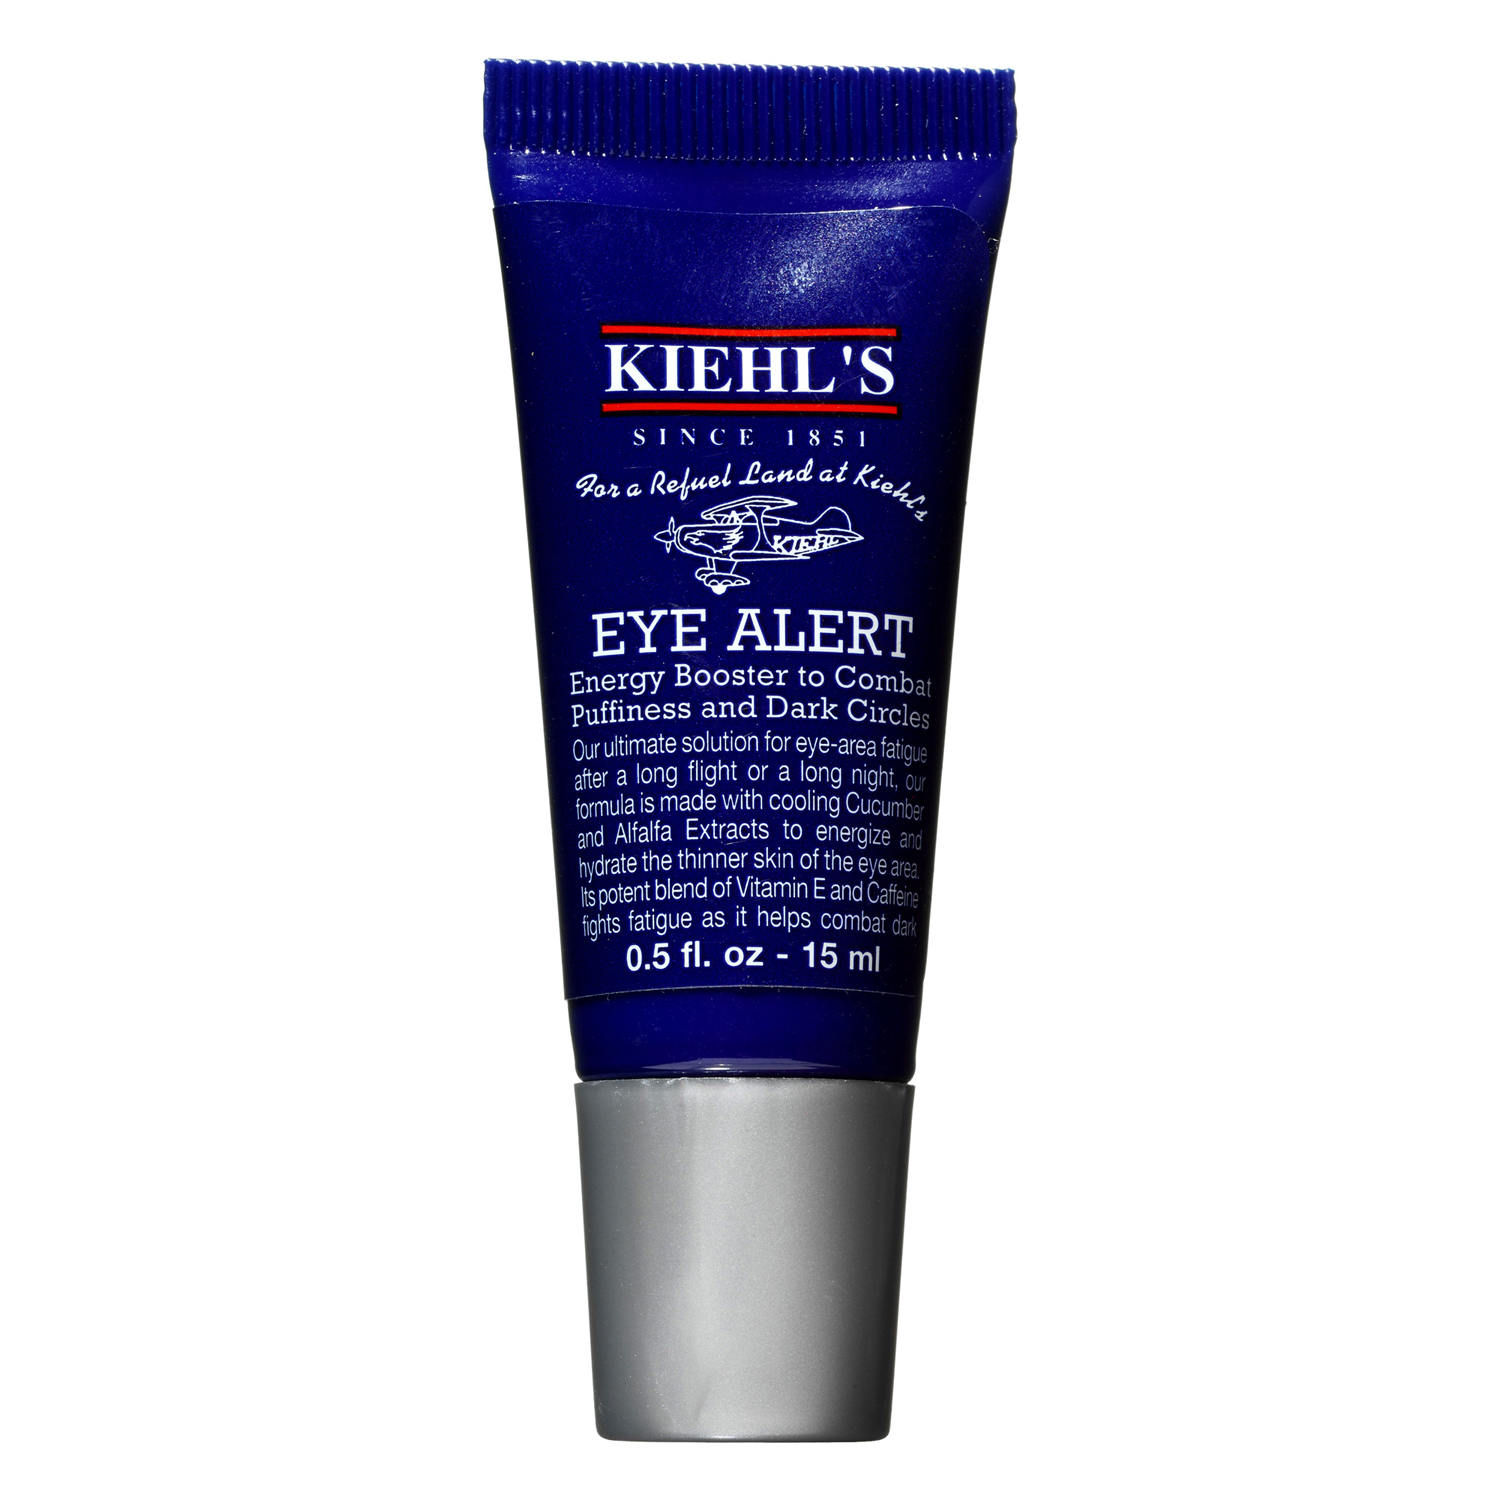 KIEHL'S
SINCE 1851
For a Refuel Land at Kiehl's
KIEHL
EYE ALERT
Energy Booster to Combat
Puffiness and Dark Circles
Our ultimate solution for eye-area fatigue
after a long flight or a long night, our
formula is made with cooling Cucumber
and Alfalfa Extracts to energize and
hydrate the thinner skin of the eye area.
Its potent blend of Vitamin E and Caffeine
fights fatigue as it helps combat dark
0.5 fl. oz - 15 ml